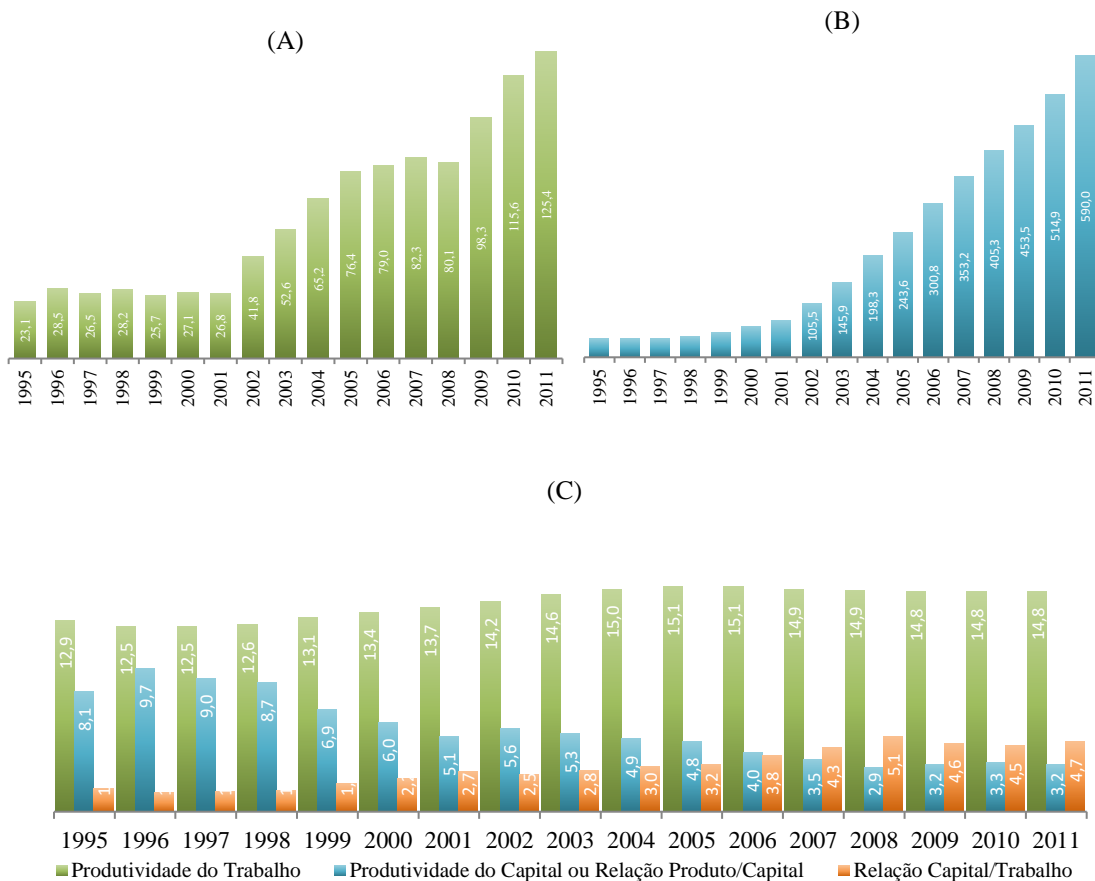 (A)
(B)
23,1 28,5 26,5 28,2 25,7 27,1 26,8 41,8 52,6 65,2 76,4 79,0 82,3 80,1 98,3 115,6 125,4
1995 1996 1997 1998 1999 2000 2001 2002 2003 2004 2005 2006 2007 2008 2009 2010 2011
105,5 145,9 198,3 243,6 300,8 353,2 405,3 453,5 514,9 590,0
1995 1996 1997 1998 1999 2000 2001 2002 2003 2004 2005 2006 2007 2008 2009 2010 2011
(C)
12,9 12,5 12,5 12,6 13,1 13,4 13,7 14,2 14,6 15,0 15,1 15,1 14,9 14,9 14,8 14,8 14,8
8,1 9,7 9,0 8,7 6,9 6,0 5,1 5,6 5,3 4,9 4,8 4,0 3,5 2,9 3,2 3,3 3,2
2,2 2,7 2,5 2,8 3,0 3,2 3,8 4,3 5,1 4,6 4,5 4,7
1995 1996 1997 1998 1999 2000 2001 2002 2003 2004 2005 2006 2007 2008 2009 2010 2011
Produtividade do Trabalho Produtividade do Capital ou Relação Produto/Capital Relação Capital/Trabalho